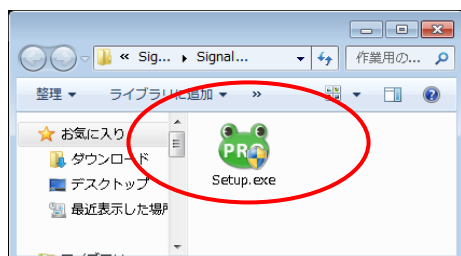 « Sig... ▸ Signal...
作業用の...
整理 ▼ ライブラリに追加 ▼ »
お気に入り
ダウンロード
デスクトップ
最近表示した場所
PRO
Setup.exe